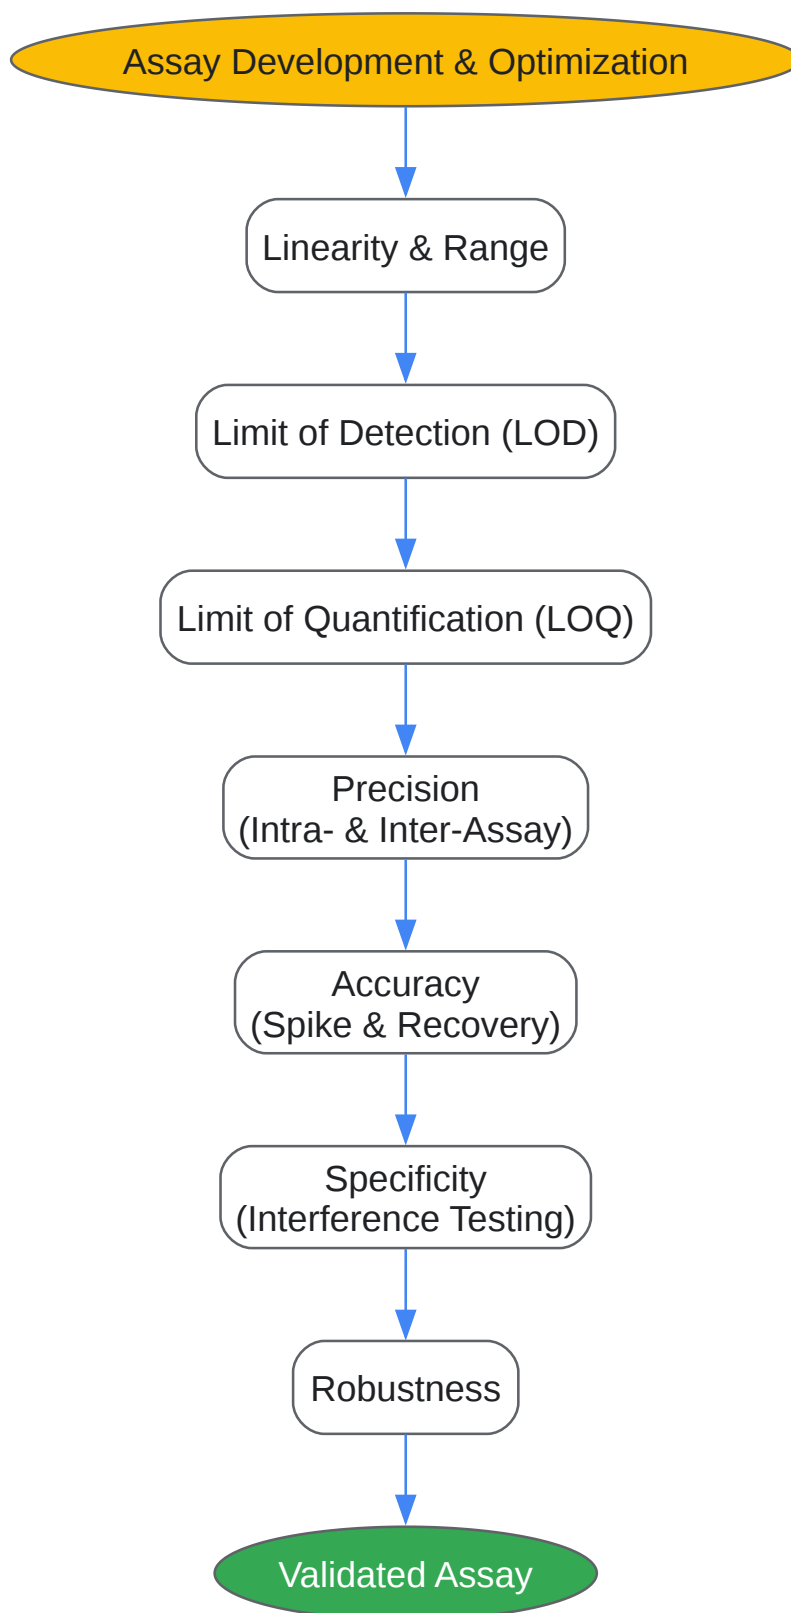 Assay Development & Optimization
Linearity & Range
Limit of Detection (LOD)
Limit of Quantification (LOQ)
Precision
(Intra- & Inter-Assay)
Accuracy
(Spike & Recovery)
Specificity
(Interference Testing)
Robustness
Validated Assay